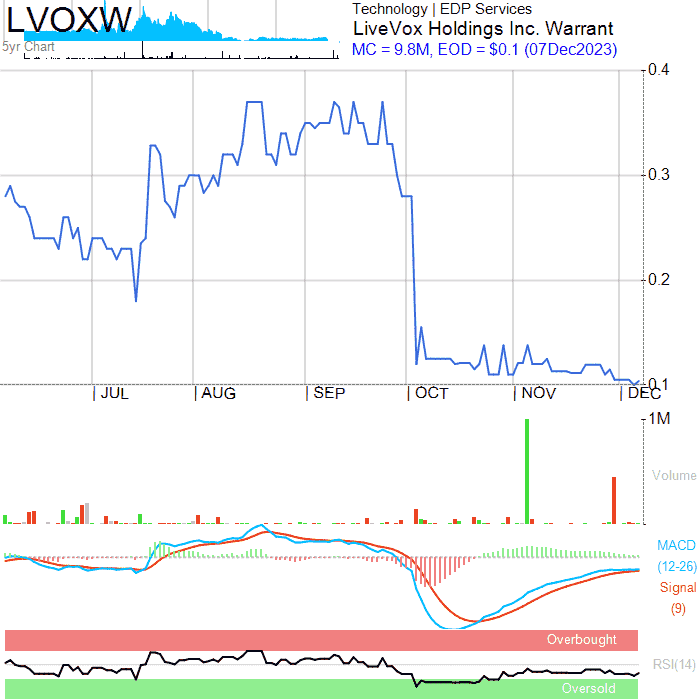 LVOXW
5yr Chart
Technology | EDP Services
LiveVox Holdings Inc. Warrant
MC = 9.8M, EOD = $0.1 (07Dec2023)
0.4
0.3
0.2
0.1
JUL AUG SEP OCT NOV DEC
1M
Volume
MACD
(12-26)
Signal
(9)
Overbought
RSI(14)
Oversold